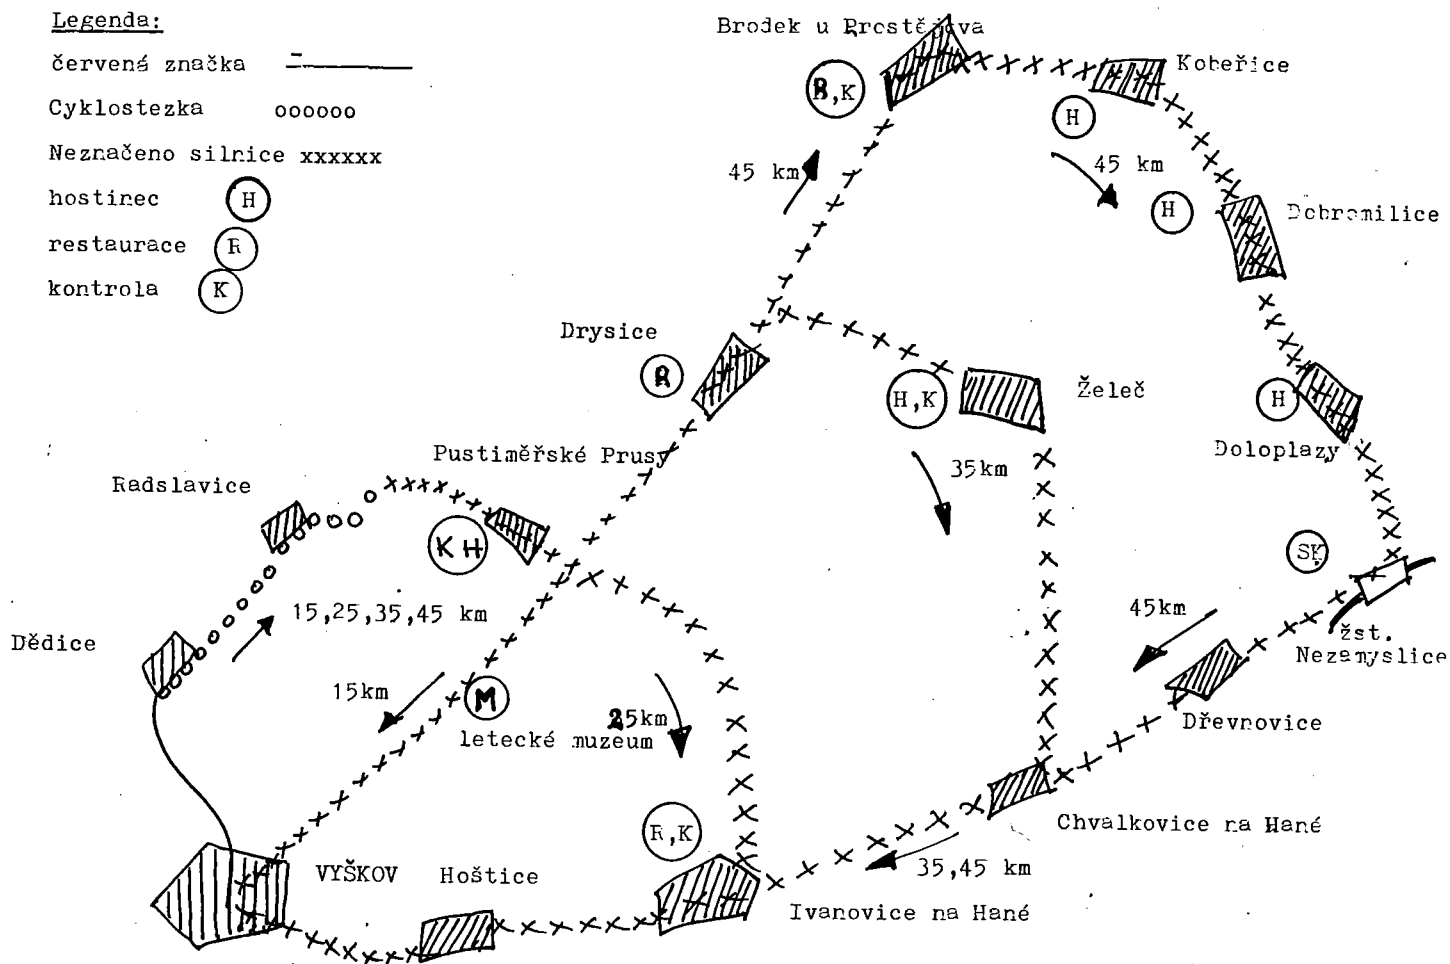 Legenda:
červená značka
Cyklostezka oooooo
Neznačeno silnice xxxxxx
hostinec H
restaurace R
kontrola K
Brodek u Prostějova
R,K
Kobeřice
H
45 km
45 km
H
Dobromilice
Drysice
R
H,K
Želeč
H
Doloplazy
35km
Pustiměřské Prusy
Radslavice
K H
SK
15,25,35,45 km
45km
žst.
Nezamyslice
Dědice
15km
M
25km
letecké muzeum
Dřevnovice
R,K
Chvalkovice na Hané
35,45 km
VYŠKOV
Hoštice
Ivanovice na Hané